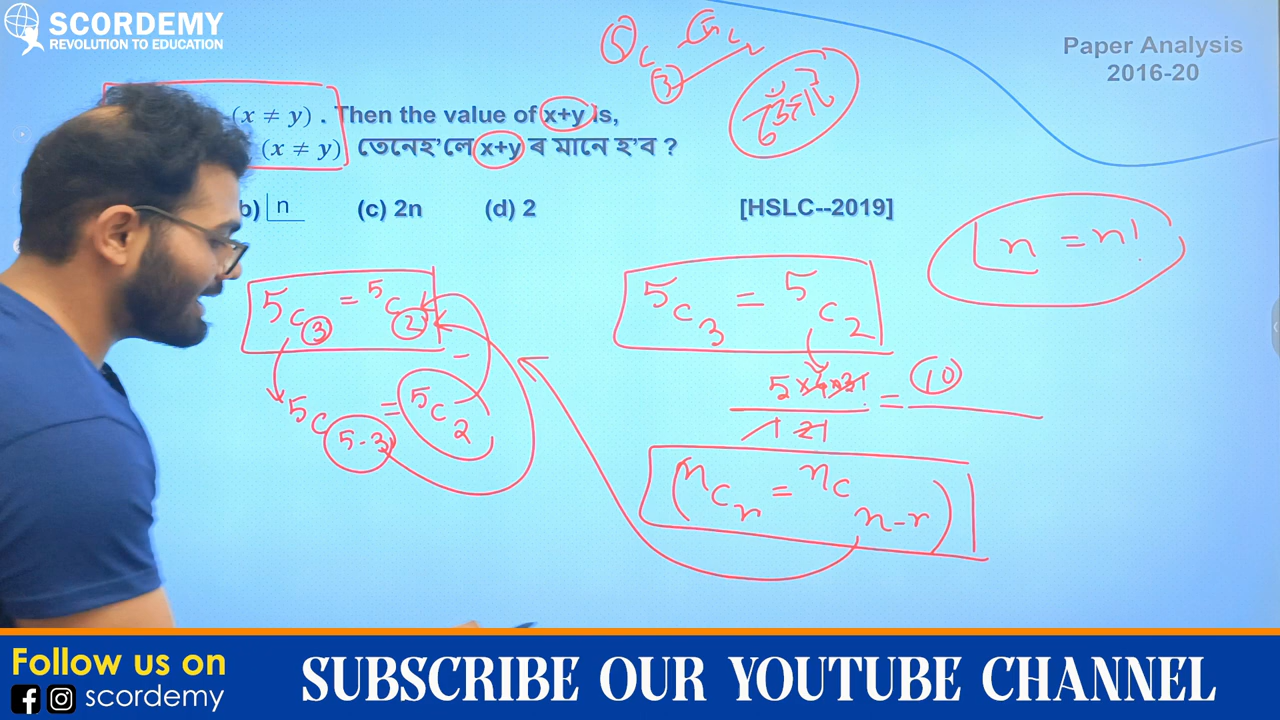 SCORDEMY
REVOLUTION TO EDUCATION
Paper Analysis
2016-20
(x ≠ y) . Then the value of x+y is,
(x ≠ y) তেনেহ'লে x+y ৰ মানে হ'ব ?
b) n (c) 2n (d) 2 [HSLC--2019]
n = n!
5C3 = 5C2
5C3 = 5C2
5C5-3 = 5C2
= 10
(nCr = nCn-r)
Follow us on
scordemy
SUBSCRIBE OUR YOUTUBE CHANNEL